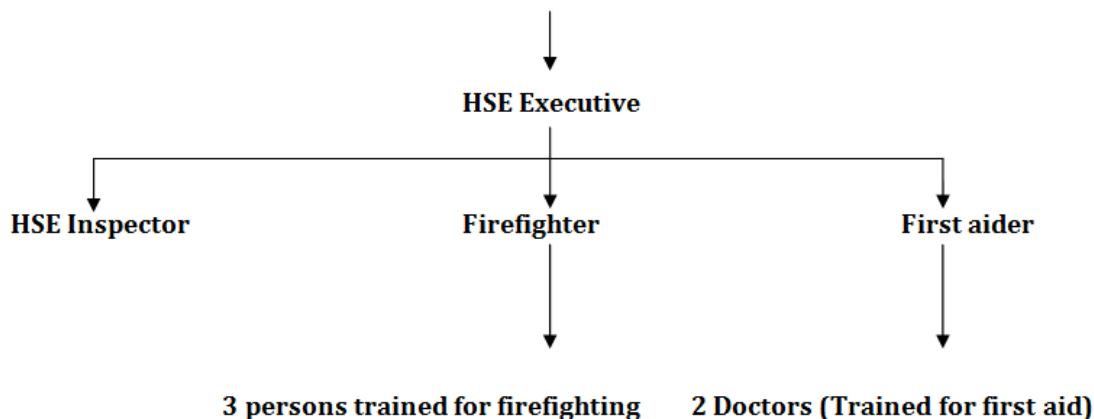 HSE Executive
HSE Inspector Firefighter First aider
3 persons trained for firefighting 2 Doctors (Trained for first aid)